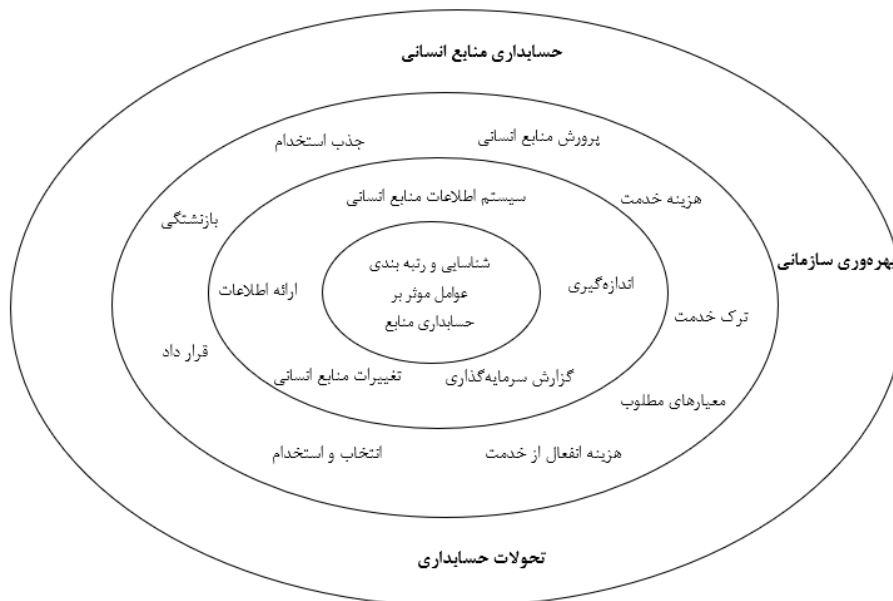 حسابداری منابع انسانی
پرورش منابع انسانی
جذب استخدام
سیستم اطلاعات منابع انسانی
هزینه خدمت
بازنشتگی
شناسایی و رتبه بندی
عوامل موثر بر
حسابداری منابع
بهره‌وری سازمانی
اندازه‌گیری
ارائه اطلاعات
ترک خدمت
قرار داد
گزارش سرمایه‌گذاری
تغییرات منابع انسانی
معیارهای مطلوب
هزینه انفعال از خدمت
انتخاب و استخدام
تحولات حسابداری